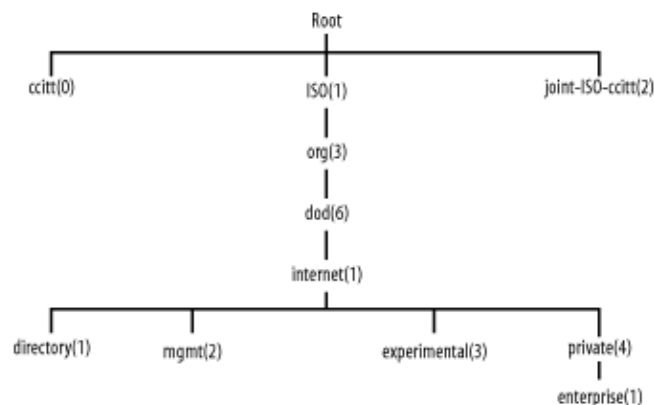 Root
ccitt(0) ISO(1) joint-ISO-ccitt(2)
org(3)
dod(6)
internet(1)
directory(1) mgmt(2) experimental(3) private(4)
enterprise(1)